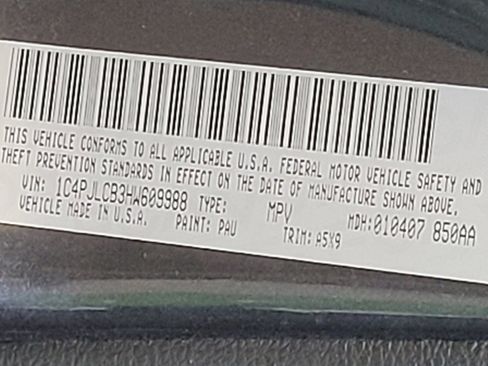 THIS VEHICLE CONFORMS TO ALL APPLICABLE U.S.A. FEDERAL MOTOR VEHICLE SAFETY AND
THEFT PREVENTION STANDARDS IN EFFECT ON THE DATE OF MANUFACTURE SHOWN ABOVE.
VIN: 1C4PJLCB3HW609988 TYPE: MPV MDH:010407 850AA
VEHICLE MADE IN U.S.A. PAINT: PAU TRIM: A5X9